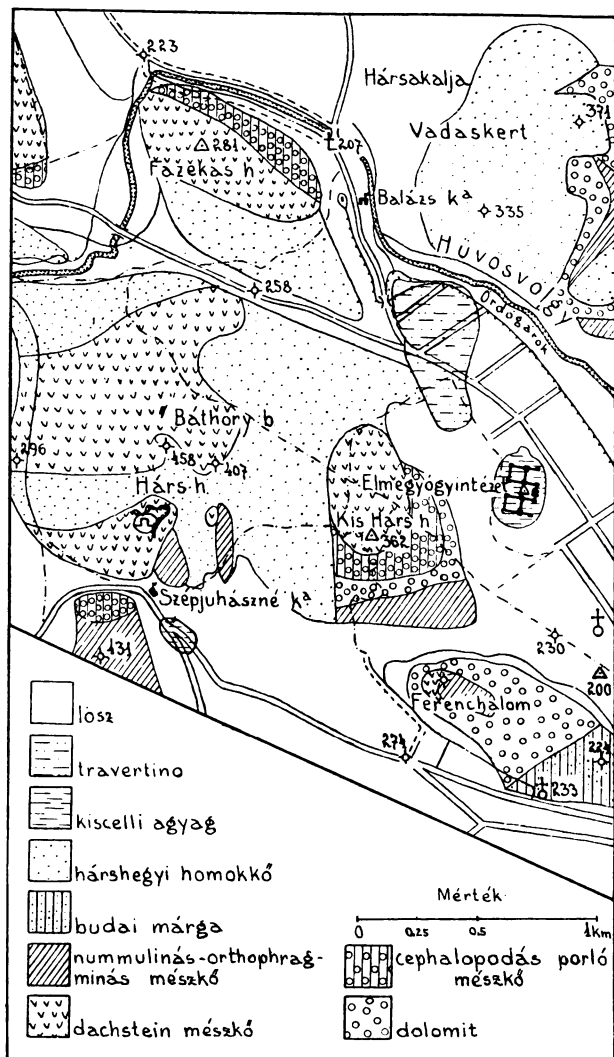 223
Hársakalja
371
Vadaskert
281
207
Fazekas h
Balázs kª
335
HŰVÖSVÖLGY
258
Ördögárok
Báthory b
296
458
407
Elmegyógyintézet
Hárs h.
Kis Hárs h
362
Szépjuhászné kª
230
431
200
Ferenchalom
274
224
233
lösz
travertino
kiscelli agyag
hárshegyi homokkő
budai márga
nummulinás-orthophrag-
minás mészkő
dachstein mészkő
Mérték
0 0.25 0.5 1km
cephalopodás porló
mészkő
dolomit